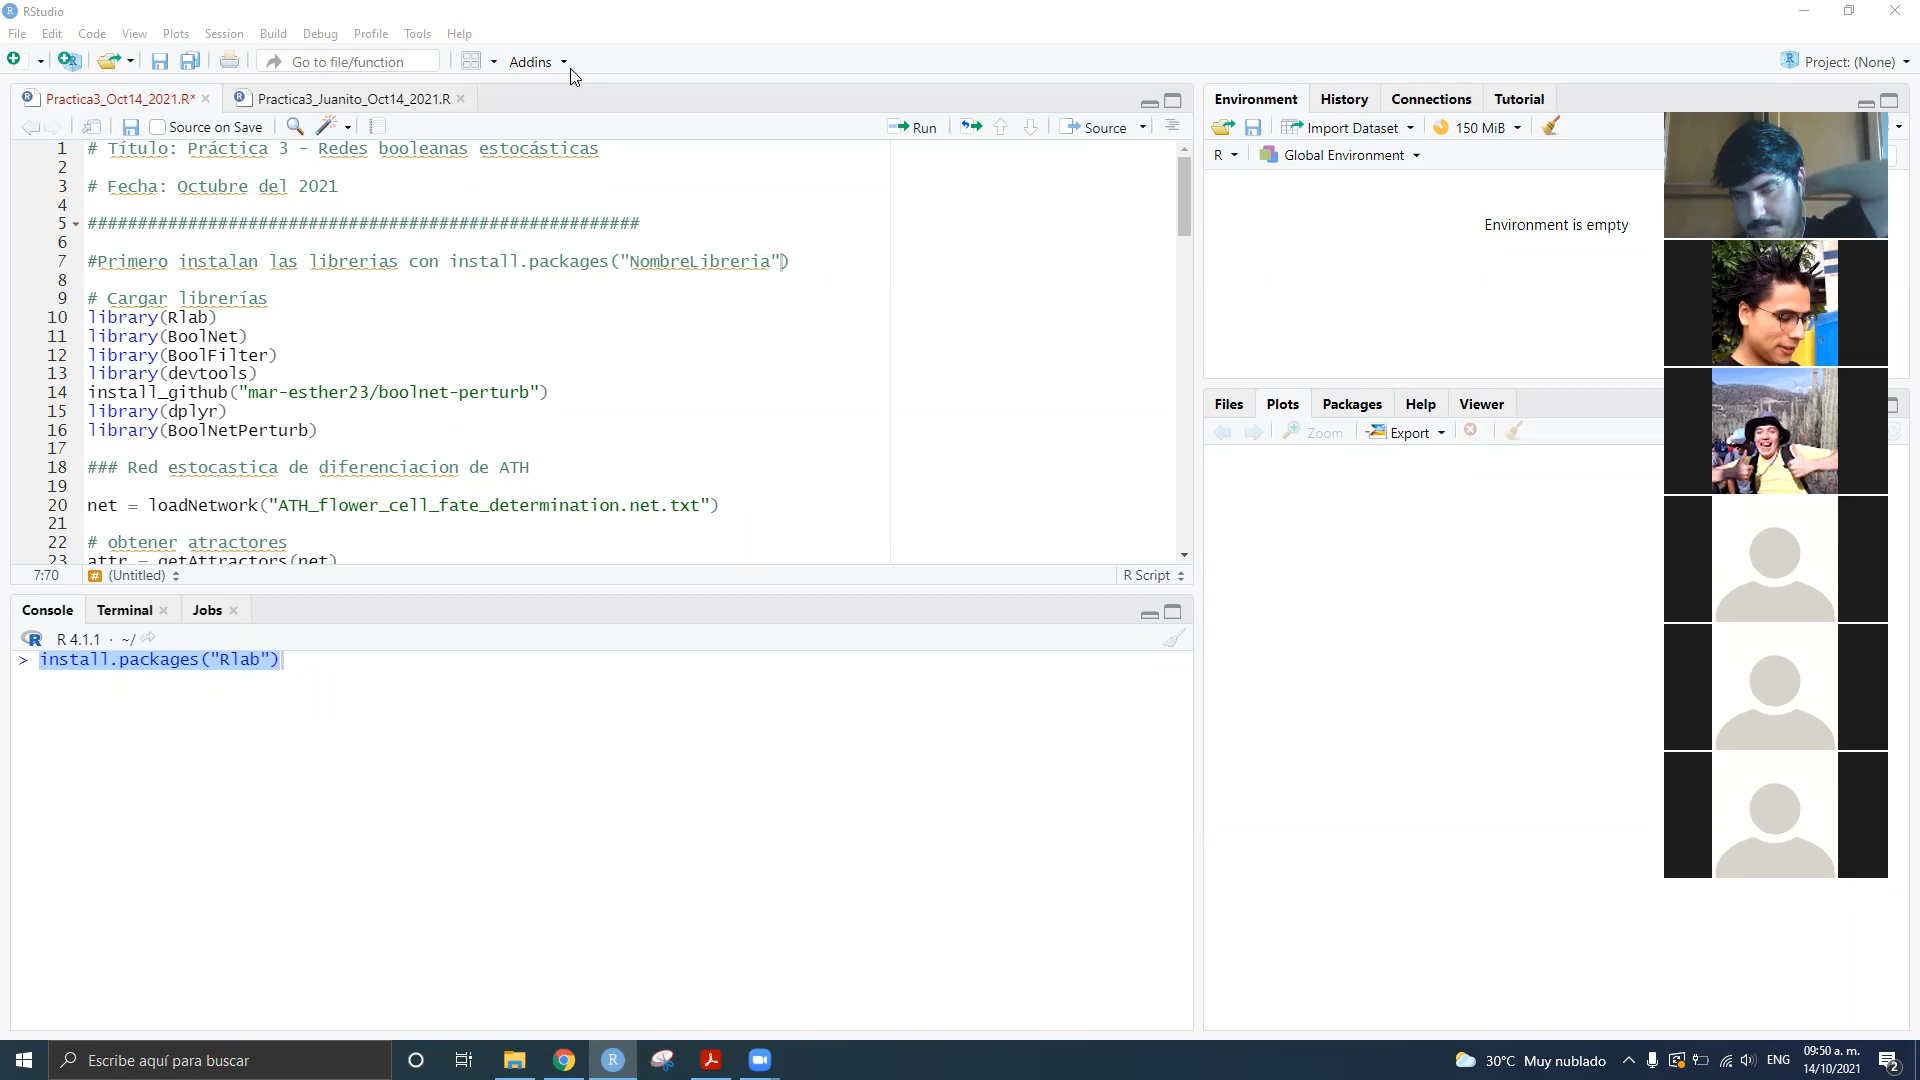 RStudio
File Edit Code View Plots Session Build Debug Profile Tools Help
Go to file/function Addins Project: (None)
Practica3_Oct14_2021.R* Practica3_Juanito_Oct14_2021.R
Source on Save Run Source
1 # Título: Práctica 3 - Redes booleanas estocásticas
2
3 # Fecha: Octubre del 2021
4
5 #######################################################
6
7 #Primero instalan las librerias con install.packages("NombreLibreria")
8
9 # Cargar librerías
10 library(Rlab)
11 library(BoolNet)
12 library(BoolFilter)
13 library(devtools)
14 install_github("mar-esther23/boolnet-perturb")
15 library(dplyr)
16 library(BoolNetPerturb)
17
18 ### Red estocastica de diferenciacion de ATH
19
20 net = loadNetwork("ATH_flower_cell_fate_determination.net.txt")
21
22 # obtener atractores
23 attr = getAttractors(net)
7:70 (Untitled) R Script
Console Terminal Jobs
R 4.1.1 · ~/
> install.packages("Rlab")
Environment History Connections Tutorial
Import Dataset 150 MiB
R Global Environment
Environment is empty
Files Plots Packages Help Viewer
Zoom Export
Escribe aquí para buscar
30°C Muy nublado ENG
09:50 a. m.
14/10/2021
2